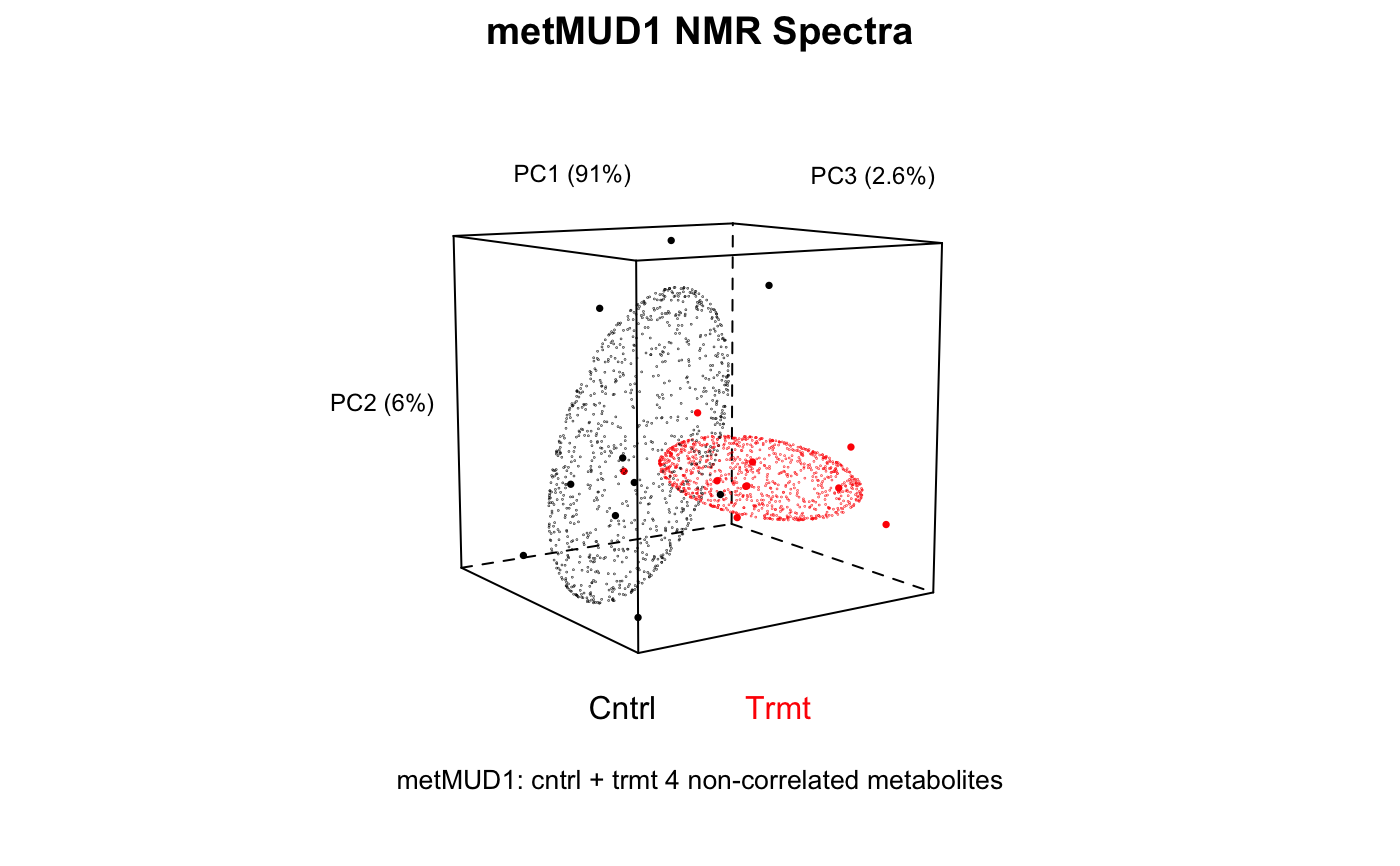 metMUD1 NMR Spectra
PC1 (91%)
PC3 (2.6%)
PC2 (6%)
Cntrl
Trmt
metMUD1: cntrl + trmt 4 non-correlated metabolites